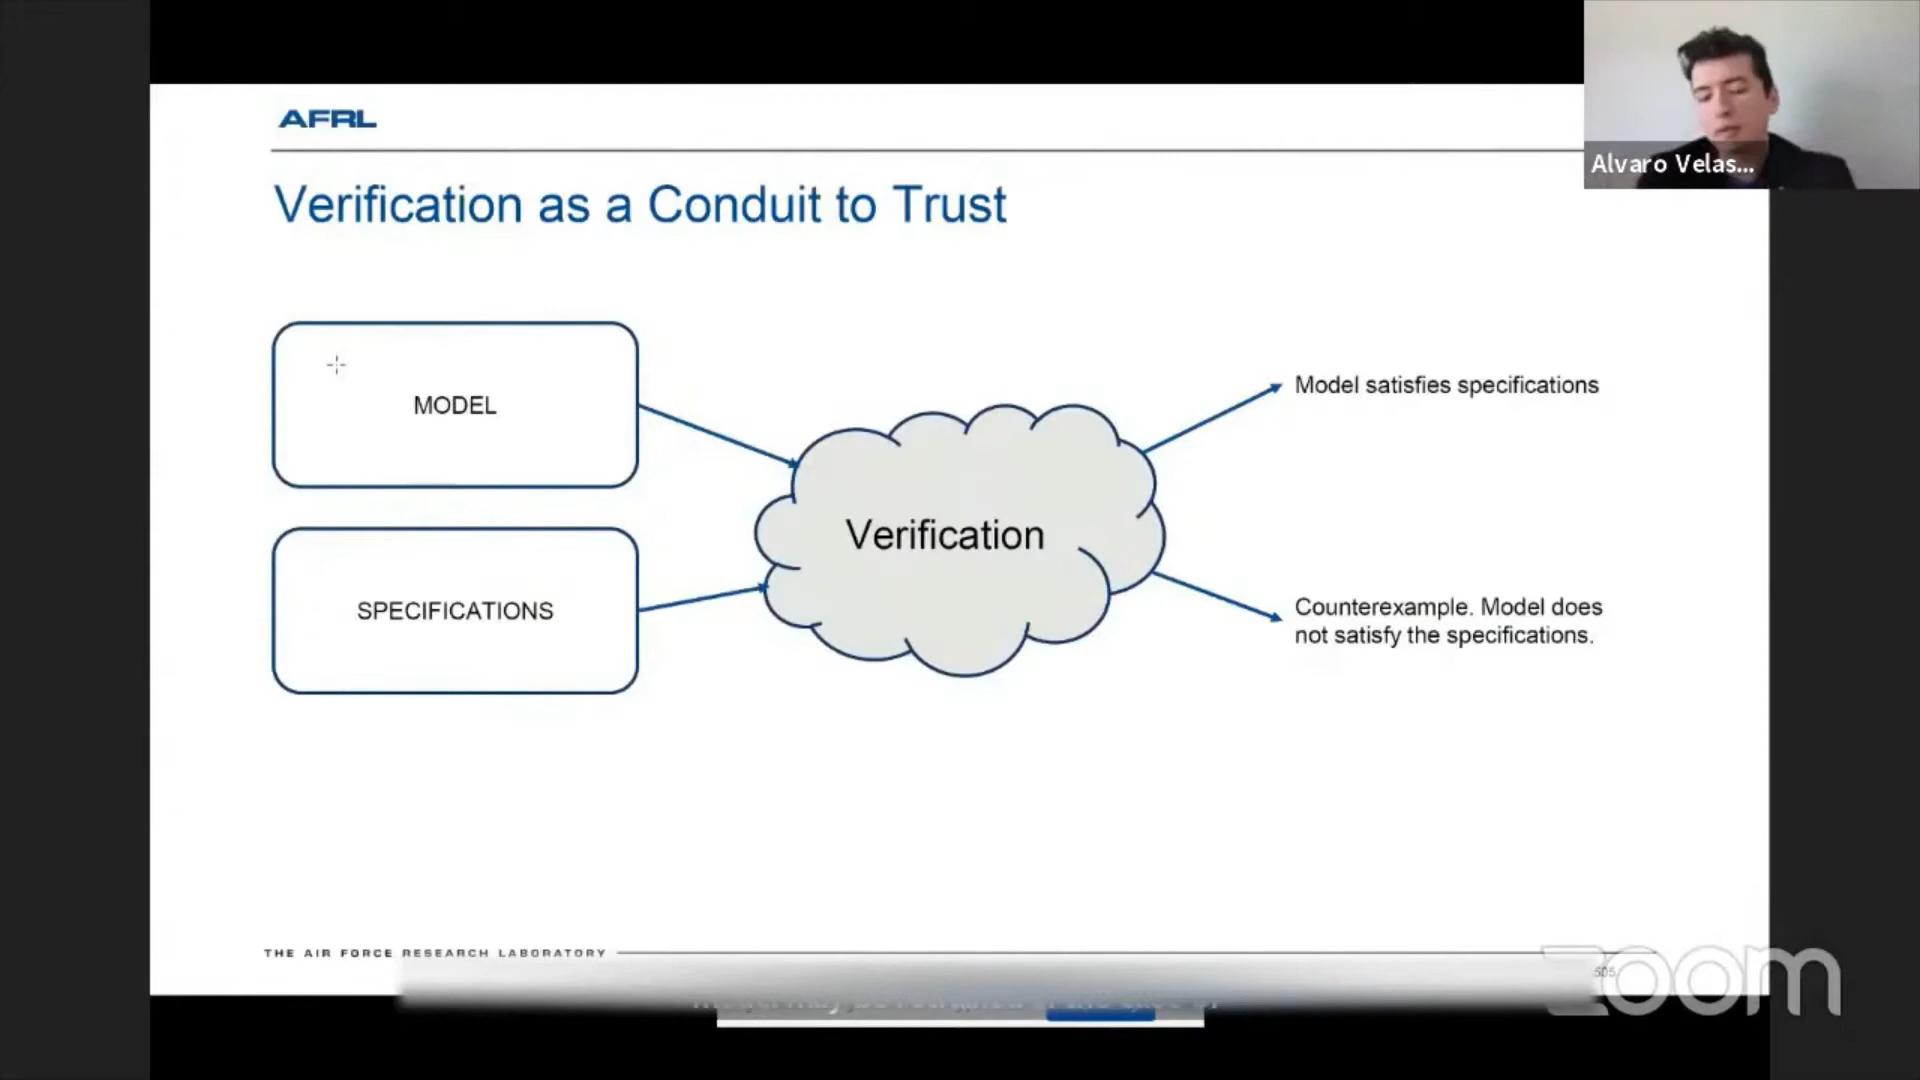 AFRL
Alvaro Velas...
Verification as a Conduit to Trust
MODEL
Model satisfies specifications
Verification
SPECIFICATIONS
Counterexample. Model does
not satisfy the specifications.
THE AIR FORCE RESEARCH LABORATORY
zoom